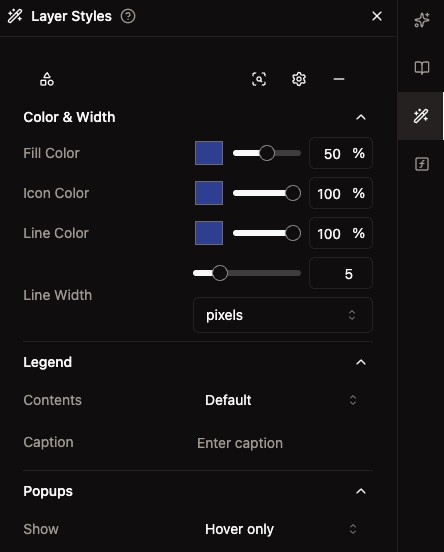 Layer Styles
Color & Width
Fill Color 50 %
Icon Color 100 %
Line Color 100 %
5
Line Width
pixels
Legend
Contents Default
Caption Enter caption
Popups
Show Hover only